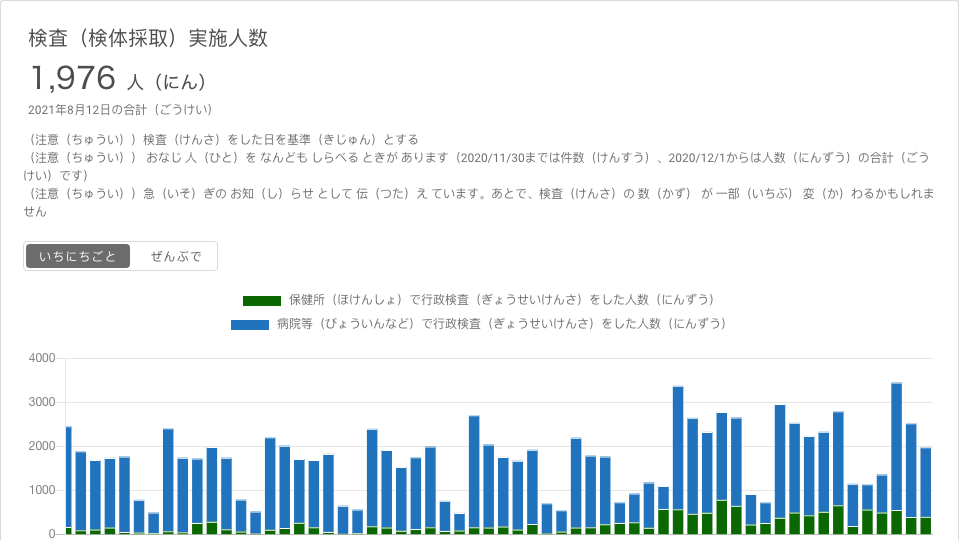 検査（検体採取）実施人数
1,976 人（にん）
2021年8月12日の合計（ごうけい）
（注意（ちゅうい））検査（けんさ）をした日を基準（きじゅん）とする
（注意（ちゅうい）） おなじ 人（ひと）を なんども しらべる ときが あります（2020/11/30までは件数（けんすう）、2020/12/1からは人数（にんずう）の合計（ごう
けい）です）
（注意（ちゅうい））急（いそ）ぎの お知（し）らせ として 伝（つた）え ています。あとで、検査（けんさ）の 数（かず） が 一部（いちぶ） 変（か）わるかもしれま
せん
いちにちごと ぜんぶで
保健所（ほけんしょ）で行政検査（ぎょうせいけんさ）をした人数（にんずう）
病院等（びょういんなど）で行政検査（ぎょうせいけんさ）をした人数（にんずう）
4000
3000
2000
1000
0